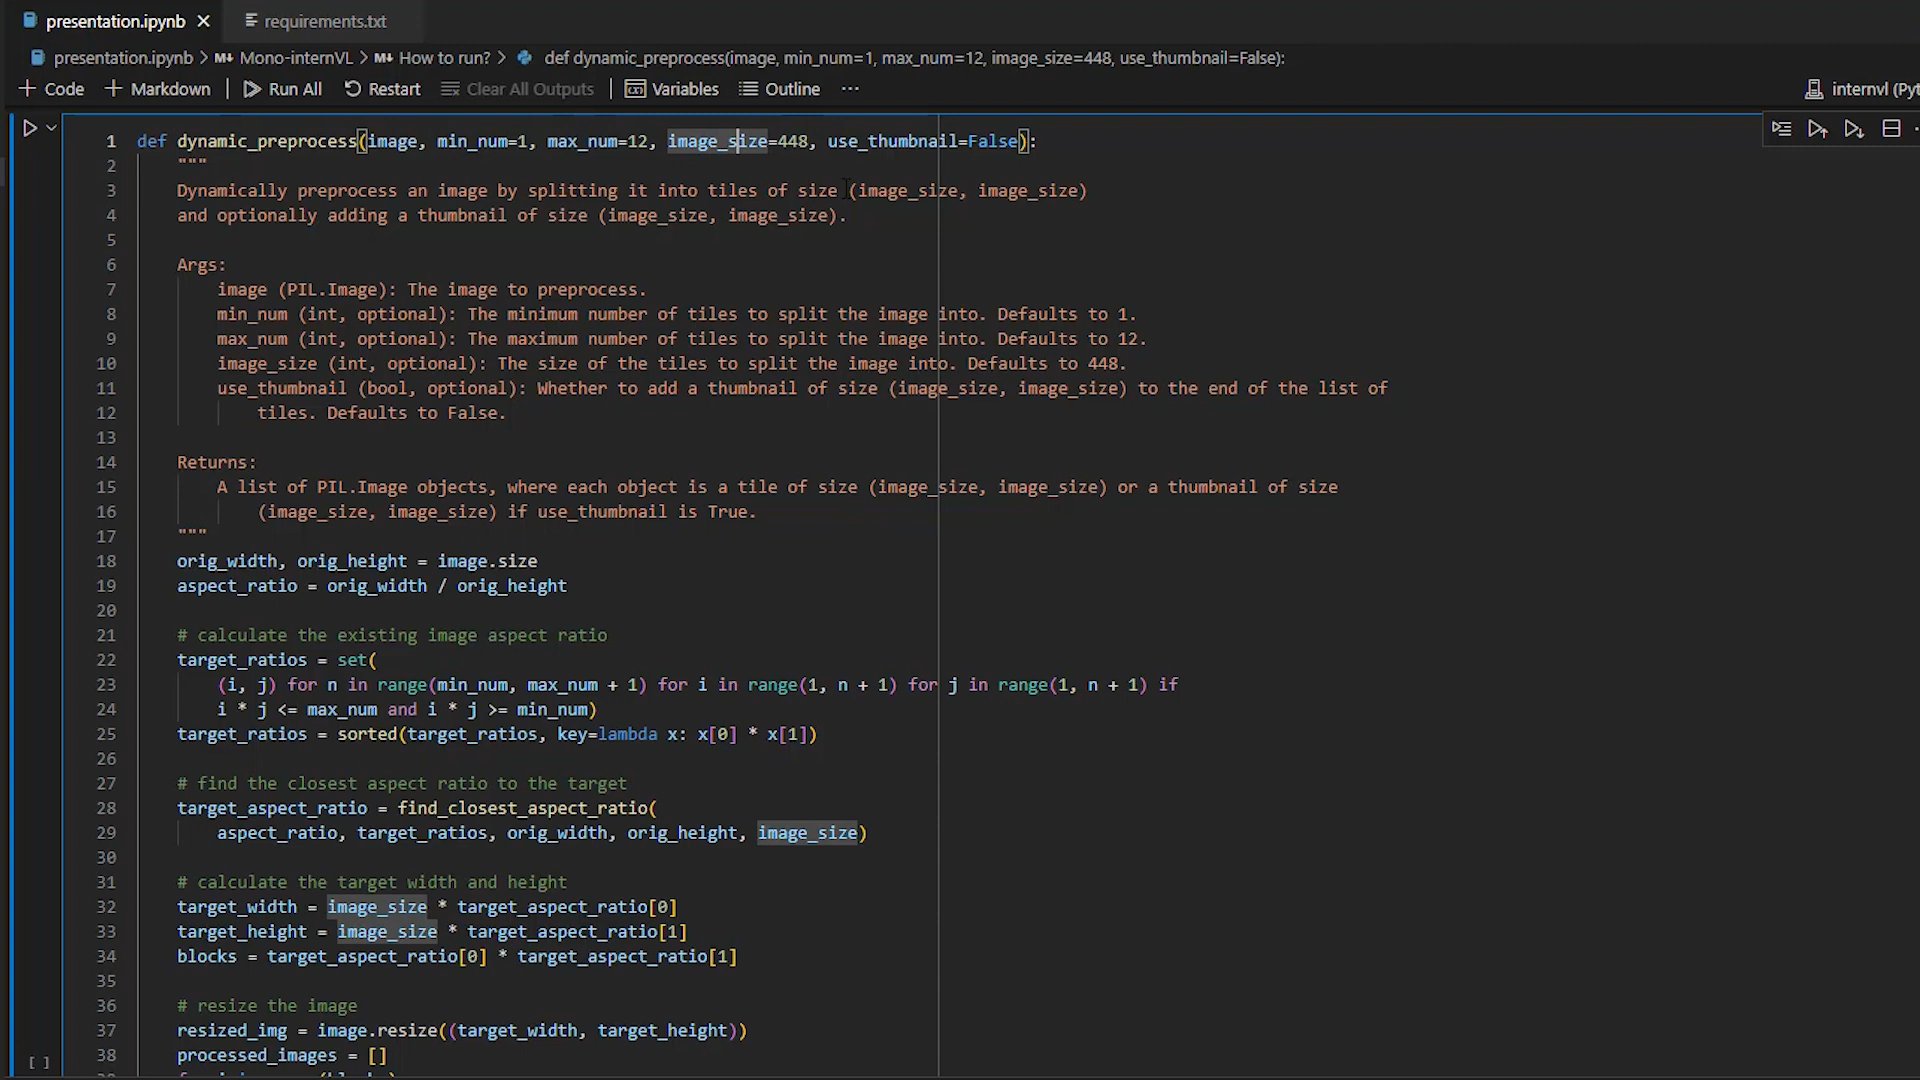 presentation.ipynb
requirements.txt
presentation.ipynb > Mono-internVL > How to run? > def dynamic_preprocess(image, min_num=1, max_num=12, image_size=448, use_thumbnail=False):
+ Code + Markdown | Run All Restart Clear All Outputs | Variables Outline ... internvl (Pyt
1 def dynamic_preprocess(image, min_num=1, max_num=12, image_size=448, use_thumbnail=False):
2 """
3 Dynamically preprocess an image by splitting it into tiles of size (image_size, image_size)
4 and optionally adding a thumbnail of size (image_size, image_size).
5
6 Args:
7 image (PIL.Image): The image to preprocess.
8 min_num (int, optional): The minimum number of tiles to split the image into. Defaults to 1.
9 max_num (int, optional): The maximum number of tiles to split the image into. Defaults to 12.
10 image_size (int, optional): The size of the tiles to split the image into. Defaults to 448.
11 use_thumbnail (bool, optional): Whether to add a thumbnail of size (image_size, image_size) to the end of the list of
12 tiles. Defaults to False.
13
14 Returns:
15 A list of PIL.Image objects, where each object is a tile of size (image_size, image_size) or a thumbnail of size
16 (image_size, image_size) if use_thumbnail is True.
17 """
18 orig_width, orig_height = image.size
19 aspect_ratio = orig_width / orig_height
20
21 # calculate the existing image aspect ratio
22 target_ratios = set(
23 (i, j) for n in range(min_num, max_num + 1) for i in range(1, n + 1) for j in range(1, n + 1) if
24 i * j <= max_num and i * j >= min_num)
25 target_ratios = sorted(target_ratios, key=lambda x: x[0] * x[1])
26
27 # find the closest aspect ratio to the target
28 target_aspect_ratio = find_closest_aspect_ratio(
29 aspect_ratio, target_ratios, orig_width, orig_height, image_size)
30
31 # calculate the target width and height
32 target_width = image_size * target_aspect_ratio[0]
33 target_height = image_size * target_aspect_ratio[1]
34 blocks = target_aspect_ratio[0] * target_aspect_ratio[1]
35
36 # resize the image
37 resized_img = image.resize((target_width, target_height))
38 processed_images = []
[ ]